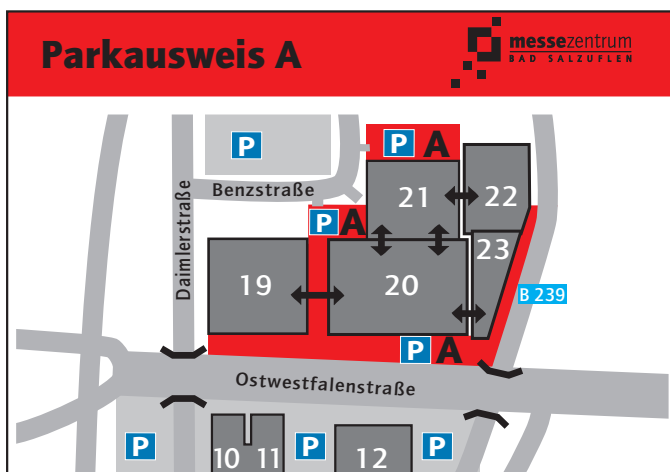 Parkausweis A
messezentrum
BAD SALZUFLEN
P A
P
Benzstraße
21
22
P A
Daimlerstraße
23
19
20
B 239
P A
Ostwestfalenstraße
P
10
11
P
12
P